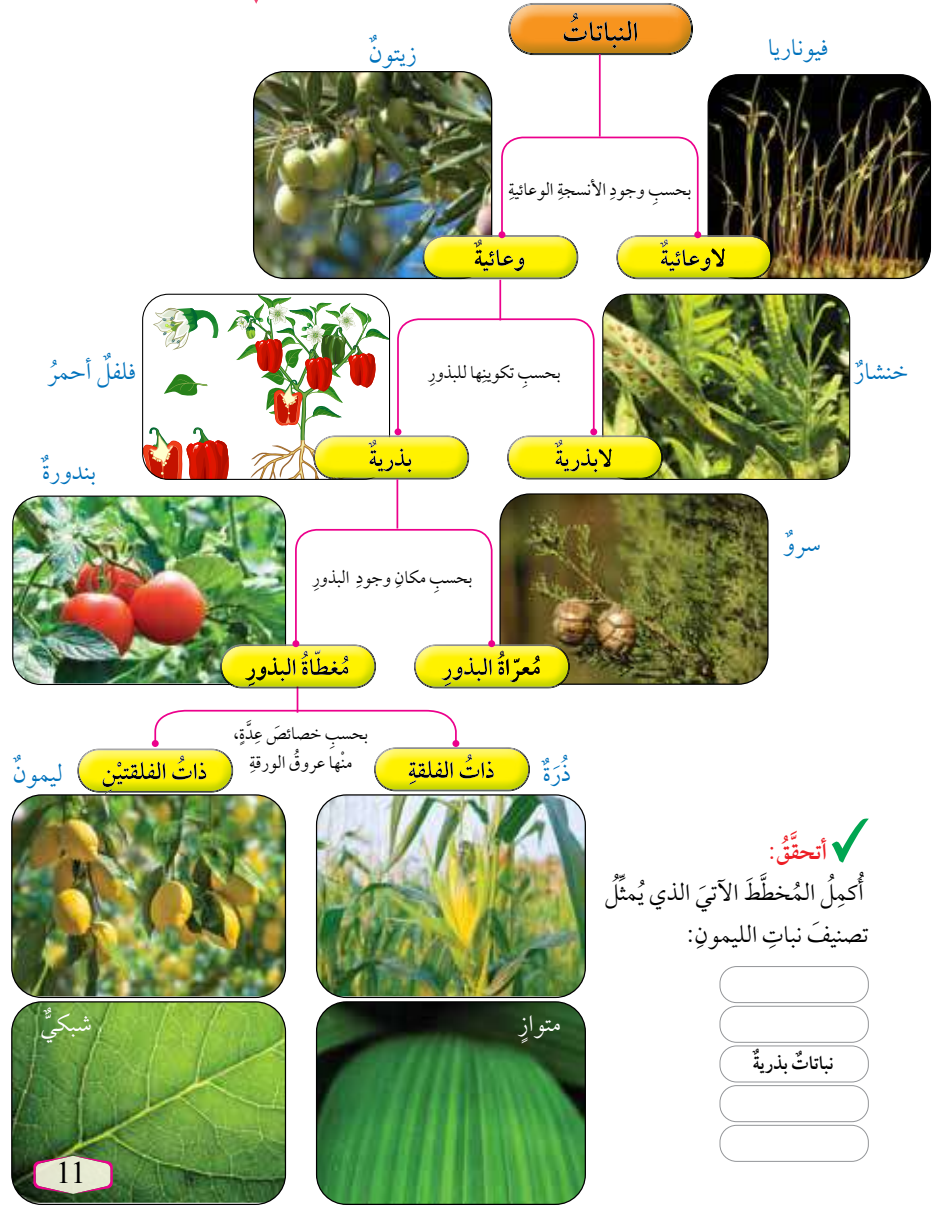 النباتاتُ
فيوناريا
زيتونٌ
بحسبِ وجودِ الأنسجةِ الوعائيةِ
لاوعائيةٌ
وعائيةٌ
خنشارٌ
فلفلٌ أحمرُ
بحسبِ تكوينِها للبذورِ
لابذريةٌ
بذريةٌ
سروٌ
بندورةٌ
بحسبِ مكانِ وجودِ البذورِ
مُعرّاةُ البذورِ
مُغطّاةُ البذورِ
بحسبِ خصائصَ عِدَّةٍ،
منْها عروقُ الورقةِ
ذُرَةٌ
ذاتُ الفلقةِ
ذاتُ الفلقتيْنِ
ليمونٌ
متوازٍ
شبكيٌّ
أتحقَّقُ:
أُكمِلُ المُخطَّطَ الآتيَ الذي يُمثِّلُ
تصنيفَ نباتِ الليمونِ:
نباتاتٌ بذريةٌ
11